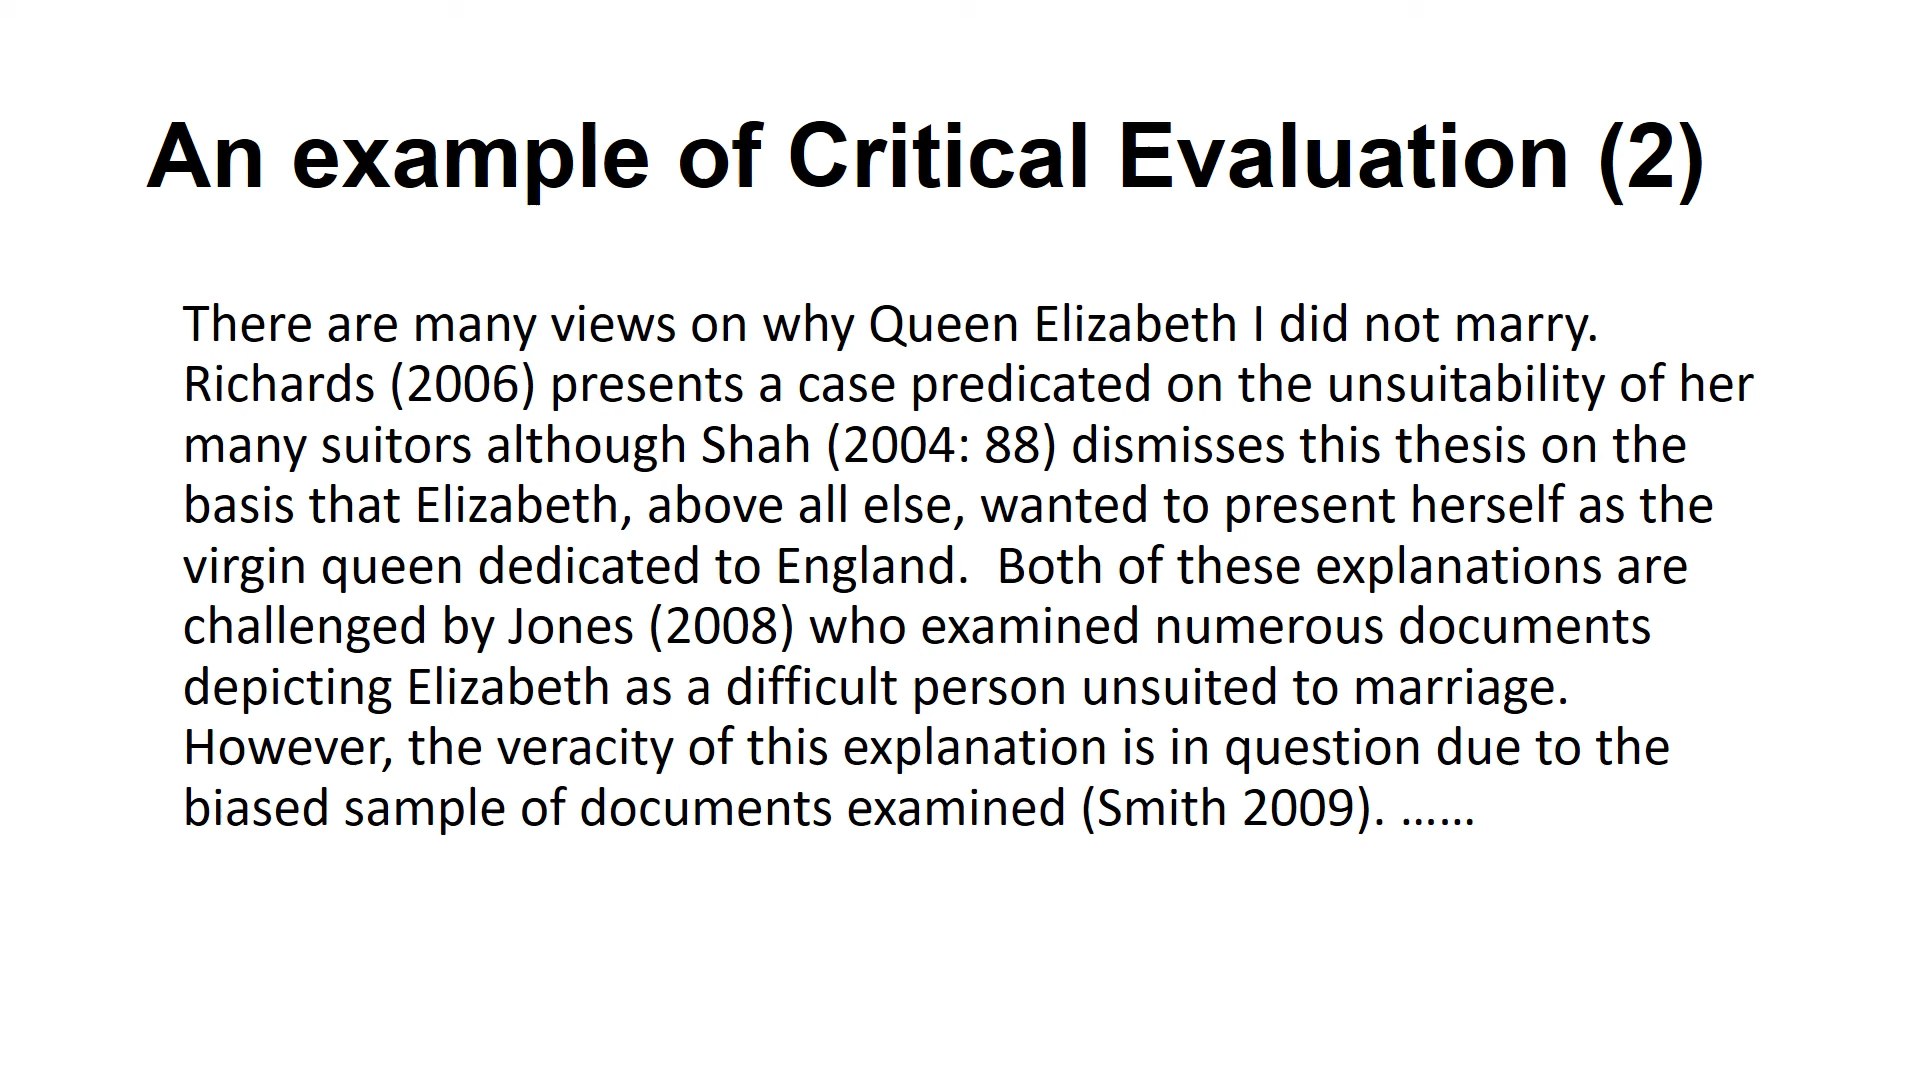 An example of Critical Evaluation (2)
There are many views on why Queen Elizabeth I did not marry.
Richards (2006) presents a case predicated on the unsuitability of her
many suitors although Shah (2004: 88) dismisses this thesis on the
basis that Elizabeth, above all else, wanted to present herself as the
virgin queen dedicated to England.  Both of these explanations are
challenged by Jones (2008) who examined numerous documents
depicting Elizabeth as a difficult person unsuited to marriage.
However, the veracity of this explanation is in question due to the
biased sample of documents examined (Smith 2009). ……